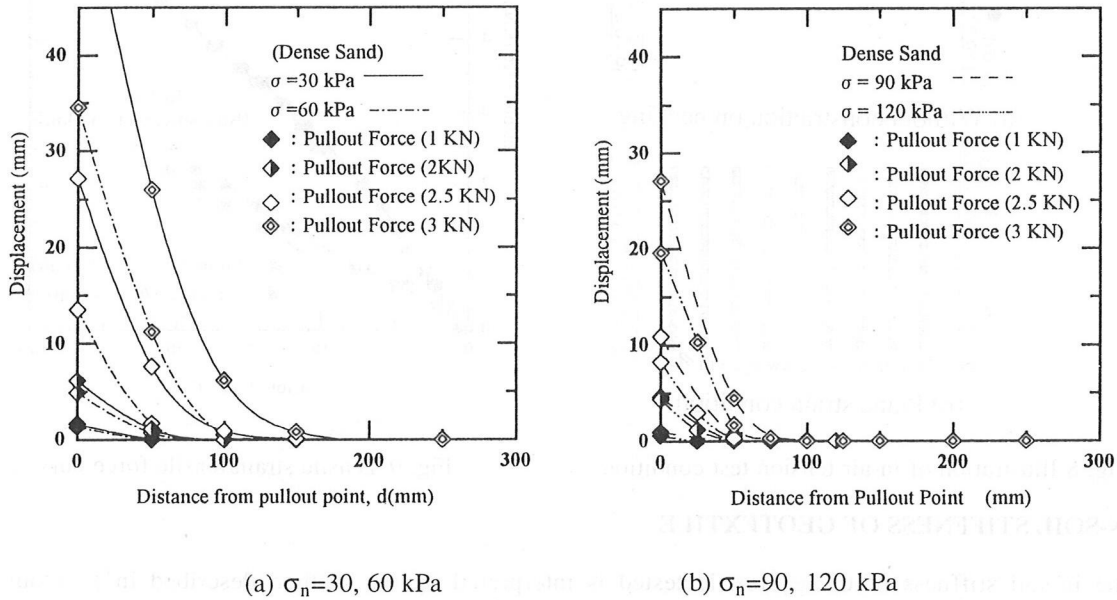 40
30
20
10
0
Displacement (mm)
(Dense Sand)
σ =30 kPa
σ=60 kPa
: Pullout Force (1 KN)
: Pullout Force (2KN)
: Pullout Force (2.5 KN)
: Pullout Force (3 KN)
0 100 200 300
Distance from pullout point, d(mm)
(a) σn=30, 60 kPa
40
30
20
10
0
Displacement (mm)
Dense Sand
σ = 90 kPa
σ = 120 kPa
: Pullout Force (1 KN)
: Pullout Force (2 KN)
: Pullout Force (2.5 KN)
: Pullout Force (3 KN)
0 100 200 300
Distance from Pullout Point (mm)
(b) σn=90, 120 kPa